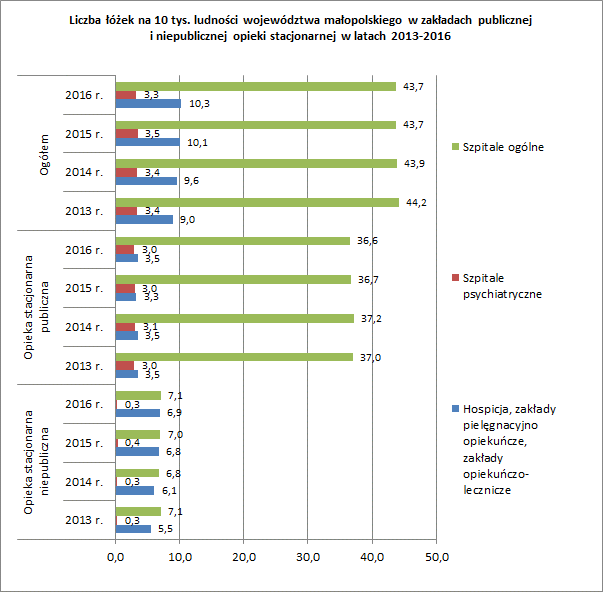 Liczba łóżek na 10 tys. ludności województwa małopolskiego w zakładach publicznej
i niepublicznej opieki stacjonarnej w latach 2013-2016
Ogółem
2016 r.
43,7
3,3
10,3
2015 r.
43,7
3,5
10,1
2014 r.
43,9
3,4
9,6
2013 r.
44,2
3,4
9,0
Opieka stacjonarna
publiczna
2016 r.
36,6
3,0
3,5
2015 r.
36,7
3,0
3,3
2014 r.
37,2
3,1
3,5
2013 r.
37,0
3,0
3,5
Opieka stacjonarna
niepubliczna
2016 r.
7,1
0,3
6,9
2015 r.
7,0
0,4
6,8
2014 r.
6,8
0,3
6,1
2013 r.
7,1
0,3
5,5
0,0 10,0 20,0 30,0 40,0 50,0
Szpitale ogólne
Szpitale
psychiatryczne
Hospicja, zakłady
pielęgnacyjno
opiekuńcze,
zakłady
opiekuńczo-
lecznicze